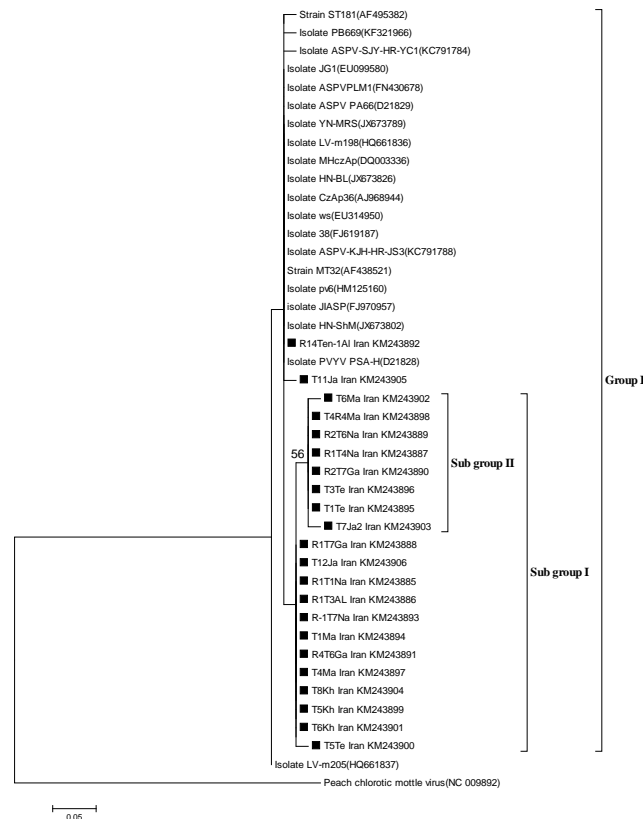 Strain ST181(AF495382)
Isolate PB669(KF321966)
Isolate ASPV-SJY-HR-YC1(KC791784)
Isolate JG1(EU099580)
Isolate ASPVPLM1(FN430678)
Isolate ASPV PA66(D21829)
Isolate YN-MRS(JX673789)
Isolate LV-m198(HQ661836)
Isolate MHczAp(DQ003336)
Isolate HN-BL(JX673826)
Isolate CzAp36(AJ968944)
Isolate ws(EU314950)
Isolate 38(FJ619187)
Isolate ASPV-KJH-HR-JS3(KC791788)
Strain MT32(AF438521)
Isolate pv6(HM125160)
isolate JIASP(FJ970957)
Isolate HN-ShM(JX673802)
R14Ten-1Al Iran KM243892
Isolate PVYV PSA-H(D21828)
T11Ja Iran KM243905
Group I
T6Ma Iran KM243902
T4R4Ma Iran KM243898
R2T6Na Iran KM243889
56
R1T4Na Iran KM243887
R2T7Ga Iran KM243890
Sub group II
T3Te Iran KM243896
T1Te Iran KM243895
T7Ja2 Iran KM243903
R1T7Ga Iran KM243888
T12Ja Iran KM243906
Sub group I
R1T1Na Iran KM243885
R1T3AL Iran KM243886
R-1T7Na Iran KM243893
T1Ma Iran KM243894
R4T6Ga Iran KM243891
T4Ma Iran KM243897
T8Kh Iran KM243904
T5Kh Iran KM243899
T6Kh Iran KM243901
T5Te Iran KM243900
Isolate LV-m205(HQ661837)
Peach chlorotic mottle virus(NC 009892)
0.05